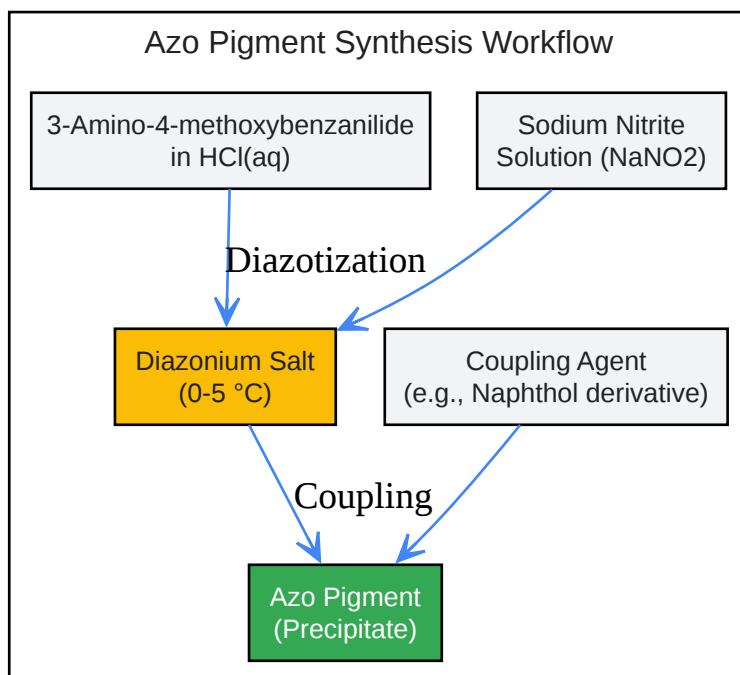 Azo Pigment Synthesis Workflow
3-Amino-4-methoxybenzanilide
in HCl(aq)
Sodium Nitrite
Solution (NaNO2)
Diazotization
Diazonium Salt
(0-5 °C)
Coupling Agent
(e.g., Naphthol derivative)
Coupling
Azo Pigment
(Precipitate)